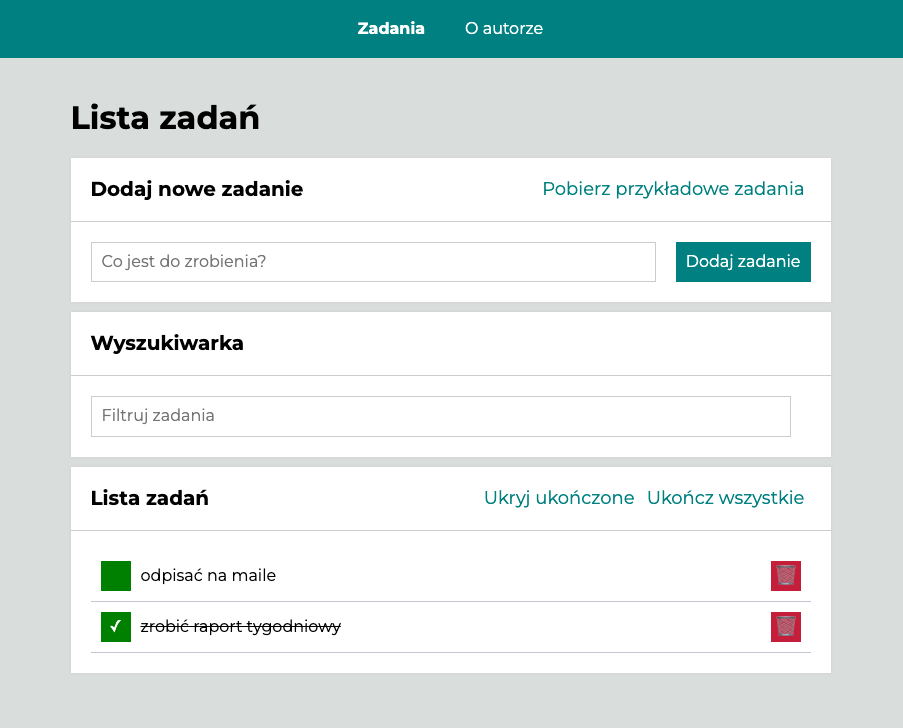 Zadania O autorze
Lista zadań
Dodaj nowe zadanie Pobierz przykładowe zadania
Co jest do zrobienia? Dodaj zadanie
Wyszukiwarka
Filtruj zadania
Lista zadań Ukryj ukończone Ukończ wszystkie
odpisać na maile
✓ zrobić raport tygodniowy